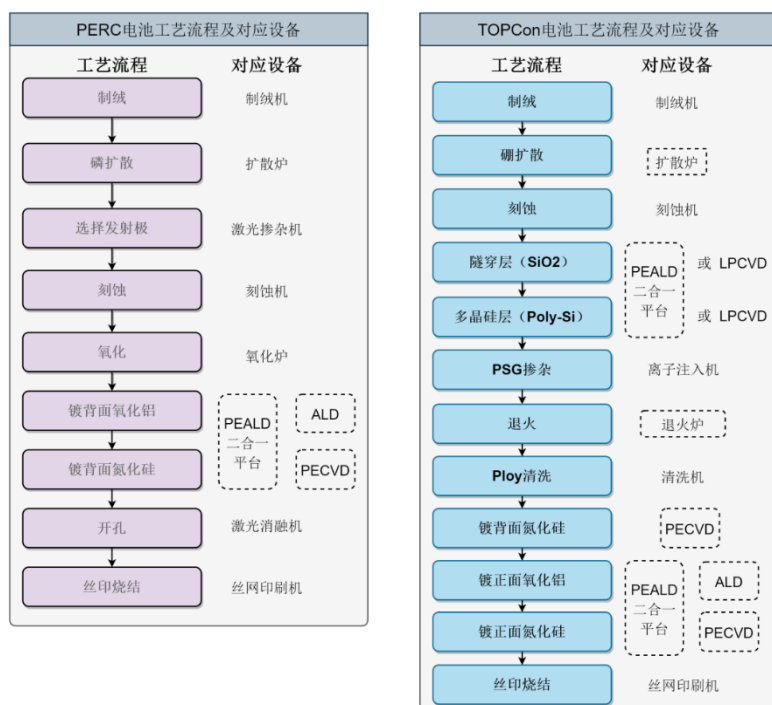 PERC电池工艺流程及对应设备
工艺流程 对应设备
制绒 制绒机
磷扩散 扩散炉
选择发射极 激光掺杂机
刻蚀 刻蚀机
氧化 氧化炉
镀背面氧化铝
镀背面氮化硅
PEALD
二合一
平台
ALD
PECVD
开孔 激光消融机
丝印烧结 丝网印刷机
TOPCon电池工艺流程及对应设备
工艺流程 对应设备
制绒 制绒机
硼扩散 扩散炉
刻蚀 刻蚀机
隧穿层（SiO2）
多晶硅层（Poly-Si）
PEALD
二合一
平台
或 LPCVD
或 LPCVD
PSG掺杂 离子注入机
退火 退火炉
Ploy清洗 清洗机
镀背面氮化硅 PECVD
镀正面氧化铝
镀正面氮化硅
PEALD
二合一
平台
ALD
PECVD
丝印烧结 丝网印刷机